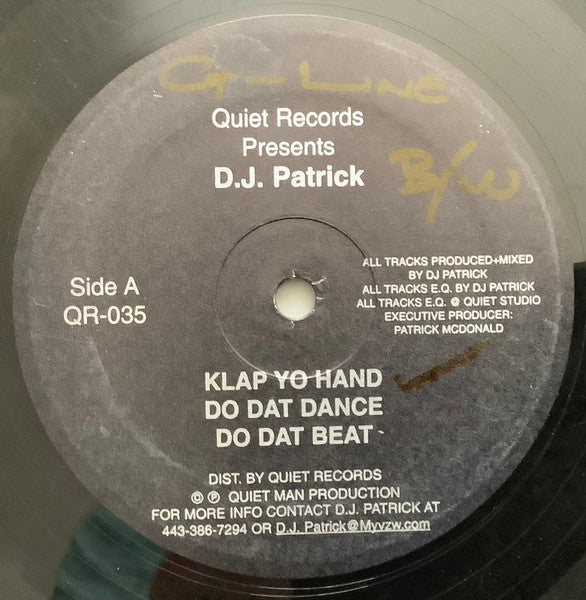 G-LINE
Quiet Records
Presents
D.J. Patrick
B/W
Side A
QR-035
ALL TRACKS PRODUCED+MIXED
BY DJ PATRICK
ALL TRACKS E.Q. BY DJ PATRICK
ALL TRACKS E.Q. @ QUIET STUDIO
EXECUTIVE PRODUCER:
PATRICK MCDONALD
KLAP YO HAND
DO DAT DANCE
DO DAT BEAT
DIST. BY QUIET RECORDS
© ℗ QUIET MAN PRODUCTION
FOR MORE INFO CONTACT D.J. PATRICK AT
443-386-7294 OR D.J. Patrick@Myvzw.com